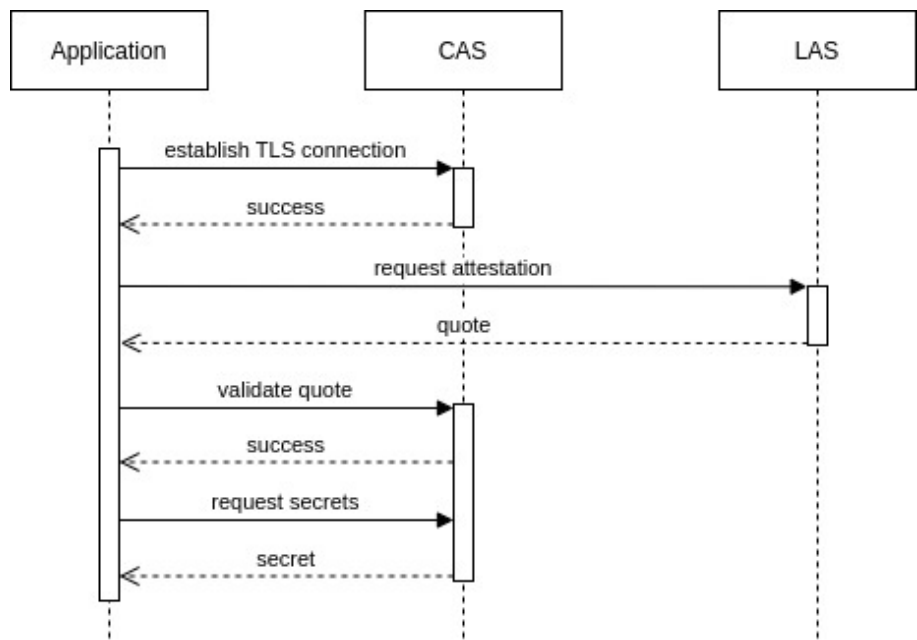 Application
CAS
LAS
establish TLS connection
success
request attestation
quote
validate quote
success
request secrets
secret